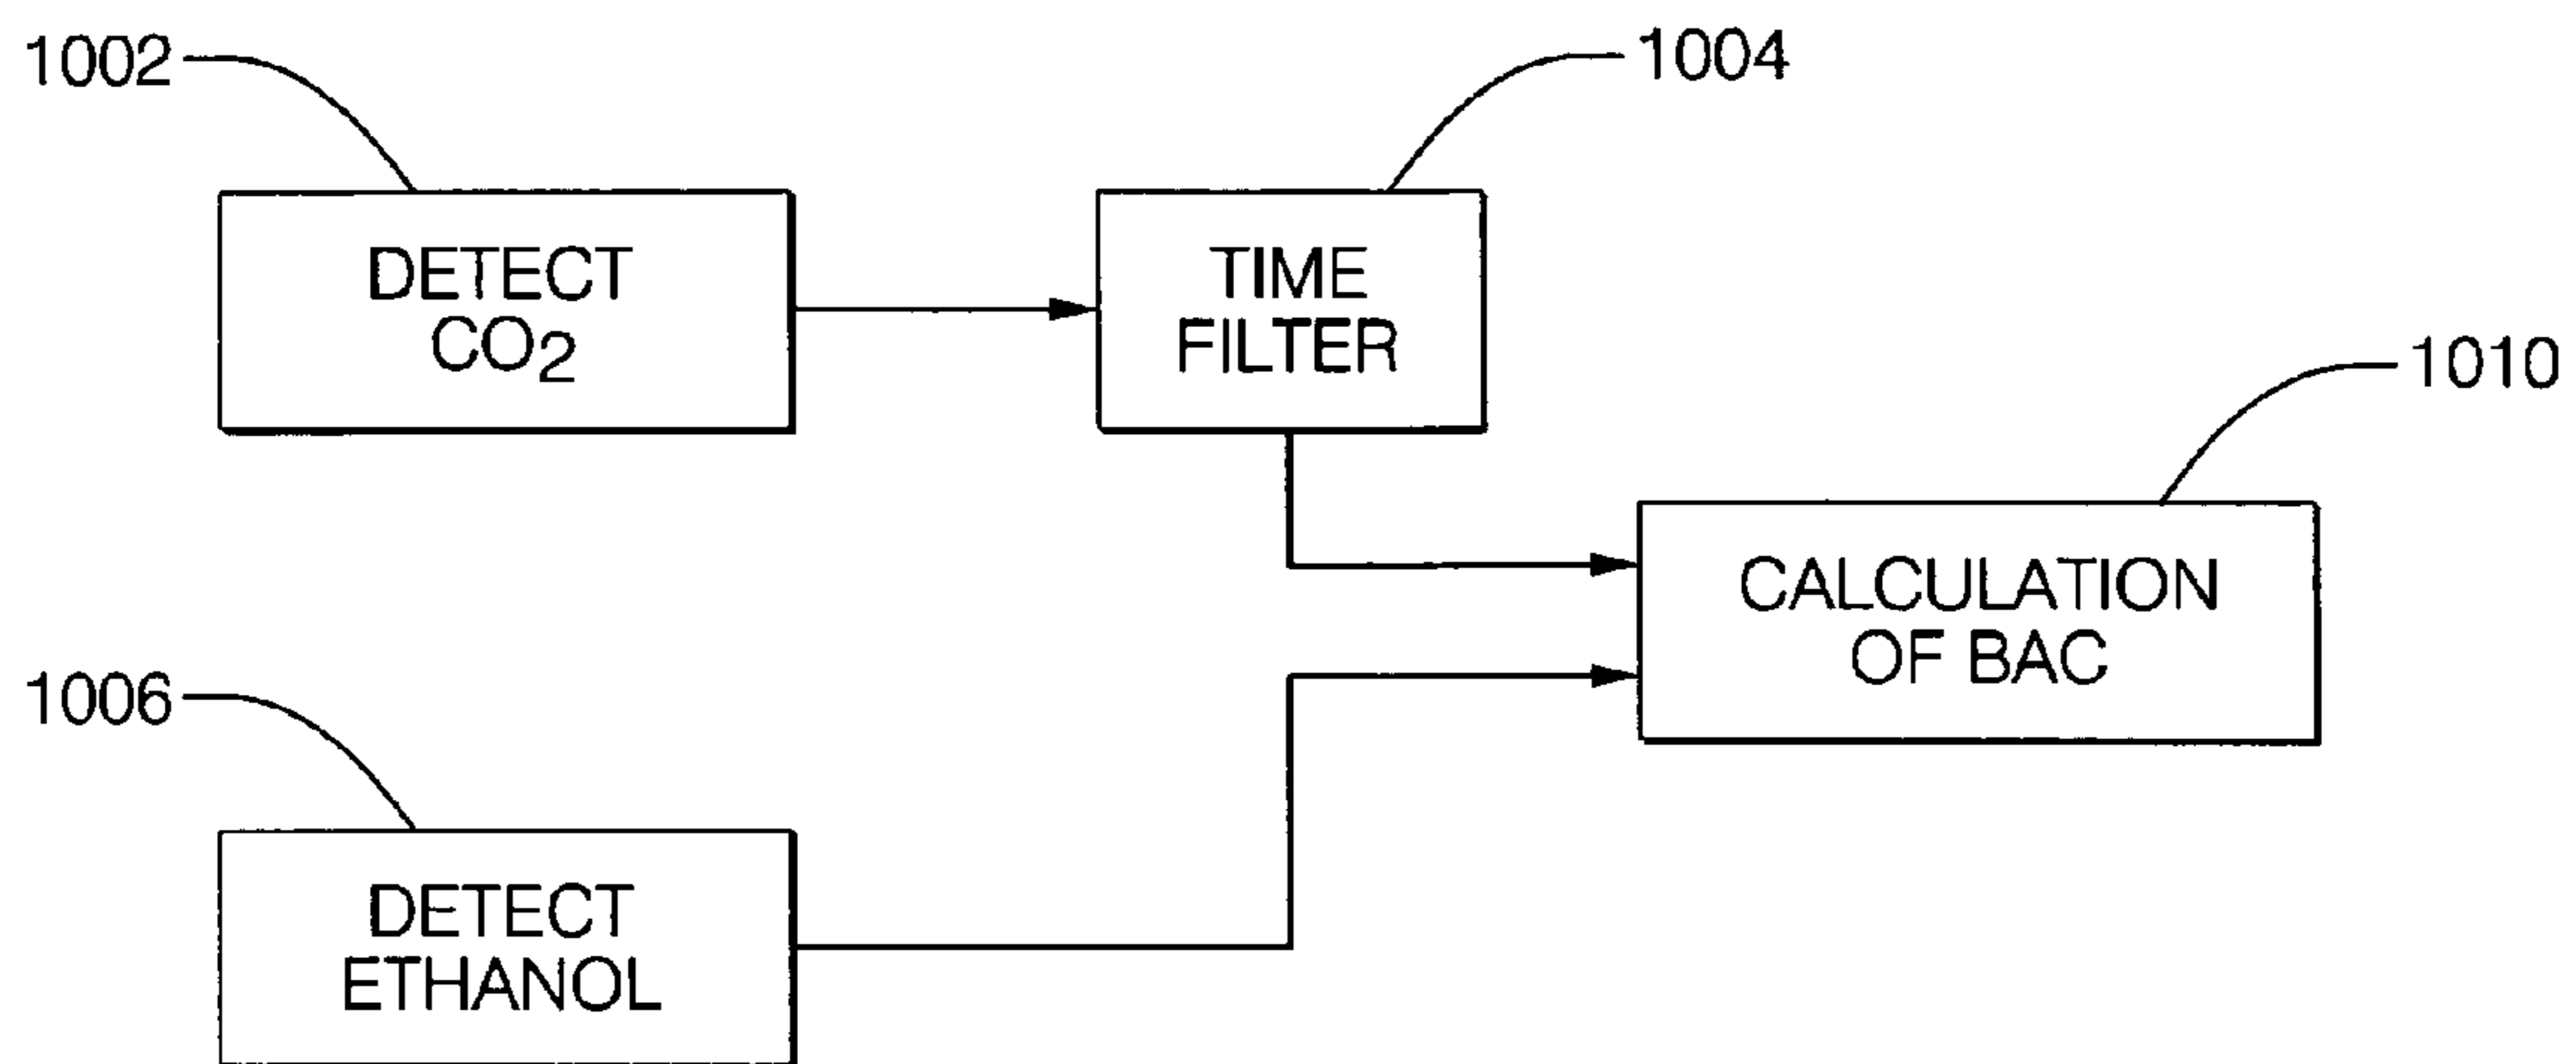 1002
1004
DETECT
CO₂
TIME
FILTER
1010
CALCULATION
OF BAC
1006
DETECT
ETHANOL